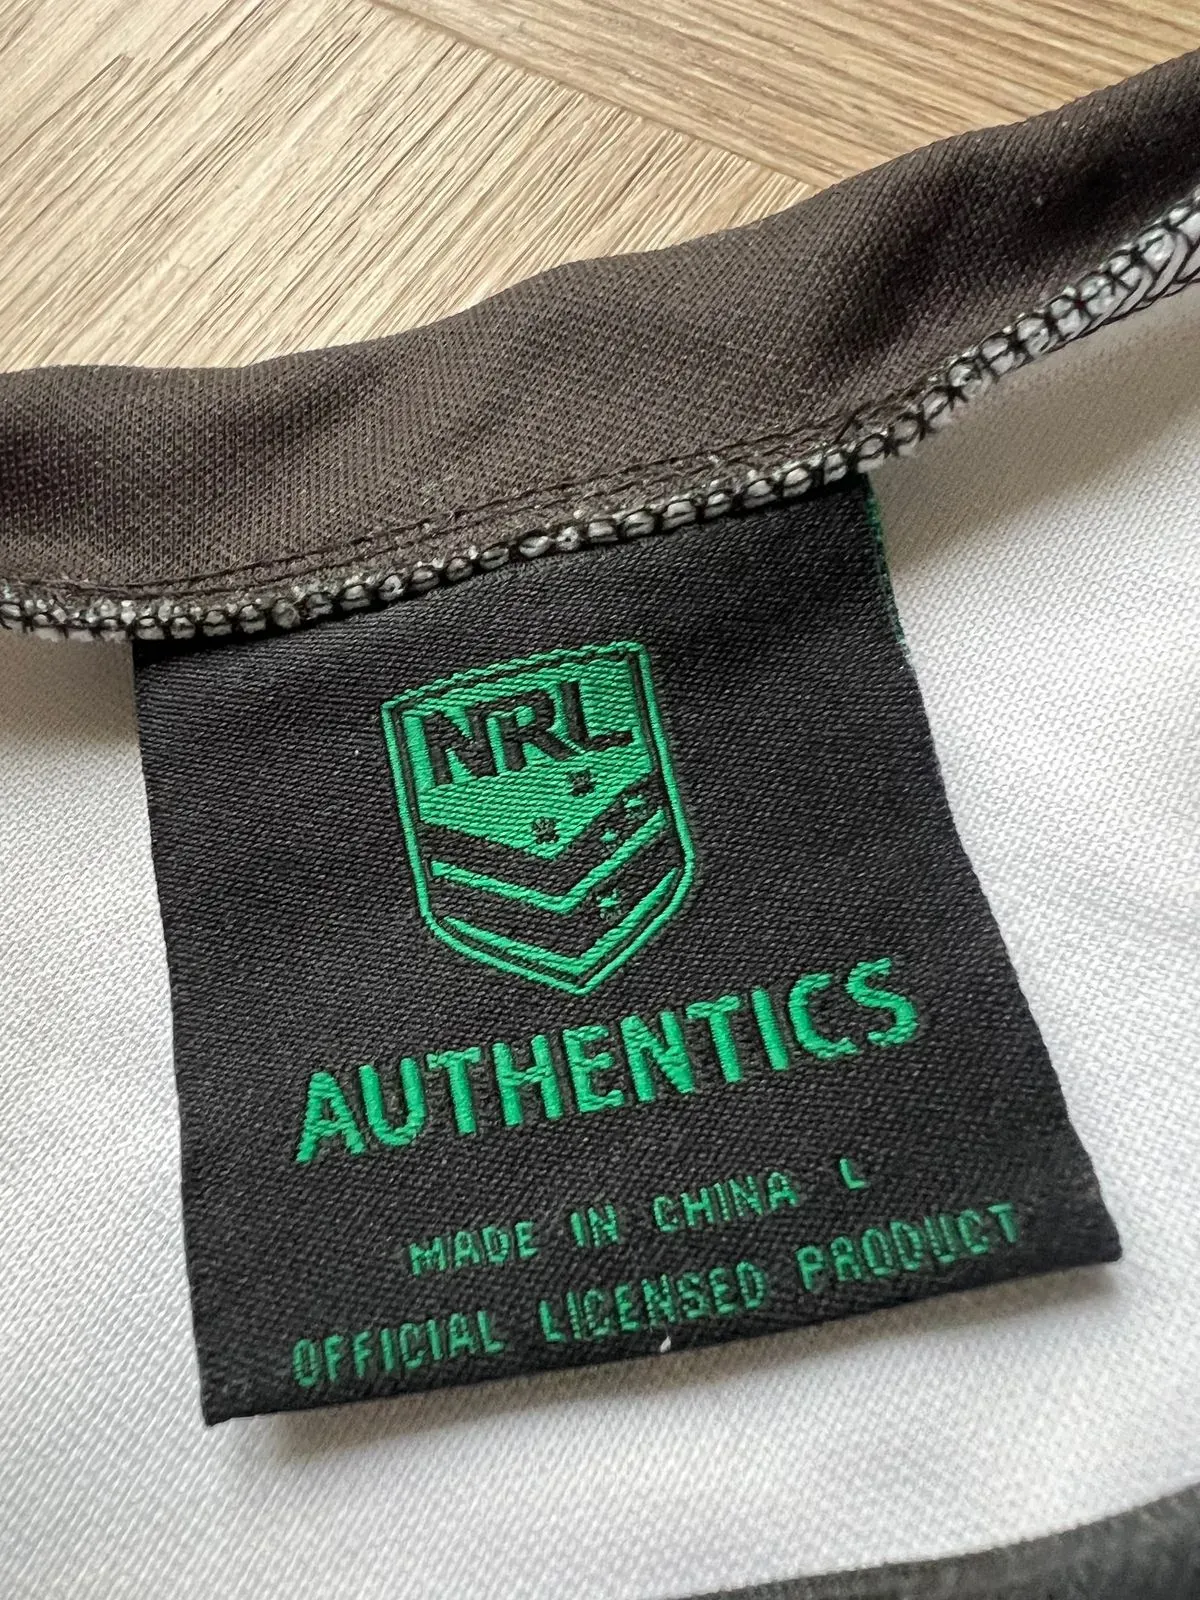 NRL
AUTHENTICS
MADE IN CHINA L
OFFICIAL LICENSED PRODUCT